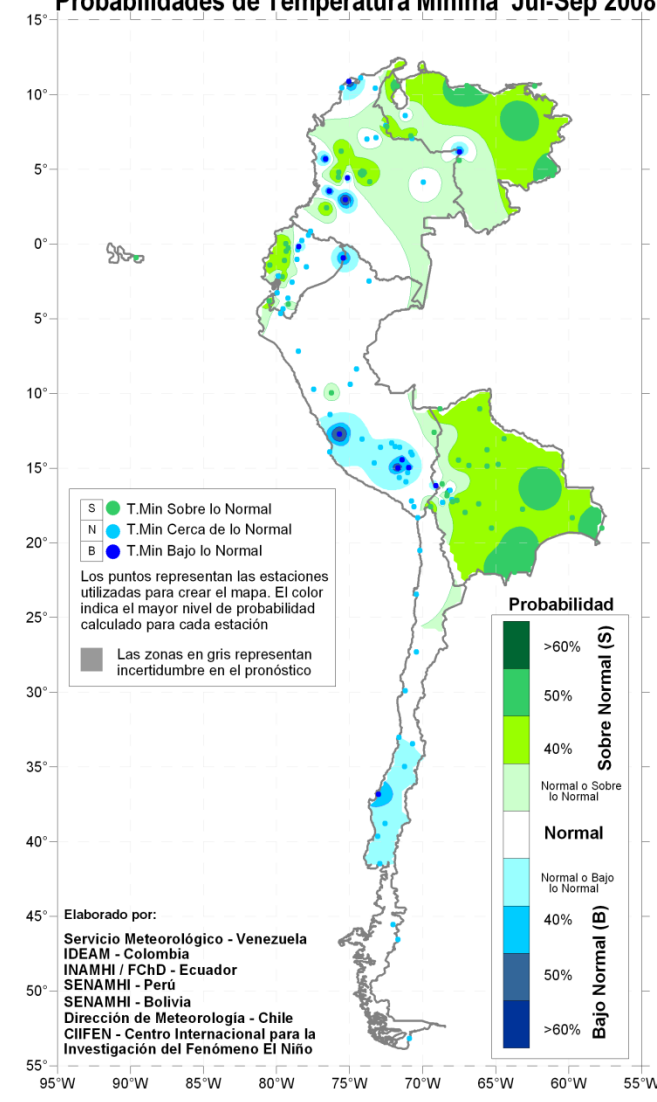 Probabilidades de Temperatura Mínima Jul-Sep 2008
15°
10°
5°
0°
5°
10°
15°
20°
25°
30°
35°
40°
45°
50°
55°
S T.Min Sobre lo Normal
N T.Min Cerca de lo Normal
B T.Min Bajo lo Normal
Los puntos representan las estaciones
utilizadas para crear el mapa. El color
indica el mayor nivel de probabilidad
calculado para cada estación
Las zonas en gris representan
incertidumbre en el pronóstico
Probabilidad
>60%
50%
40%
Sobre Normal (S)
Normal o Sobre
lo Normal
Normal
Normal o Bajo
lo Normal
40%
50%
>60%
Bajo Normal (B)
Elaborado por:
Servicio Meteorológico - Venezuela
IDEAM - Colombia
INAMHI / FChD - Ecuador
SENAMHI - Perú
SENAMHI - Bolivia
Dirección de Meteorología - Chile
CIIFEN - Centro Internacional para la
Investigación del Fenómeno El Niño
95°W 90°W 85°W 80°W 75°W 70°W 65°W 60°W 55°W